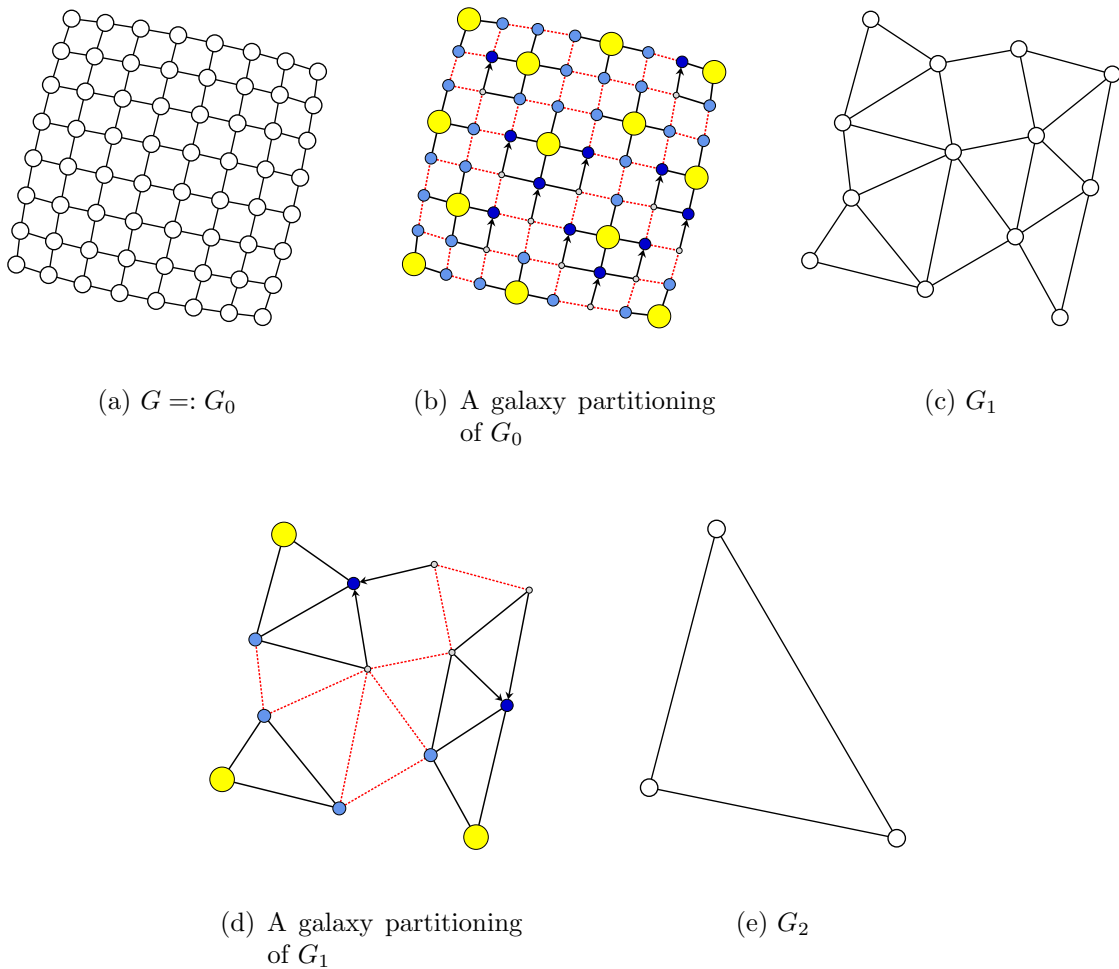 (a) G =: G₀
(b) A galaxy partitioning
of G₀
(c) G₁
(d) A galaxy partitioning
of G₁
(e) G₂